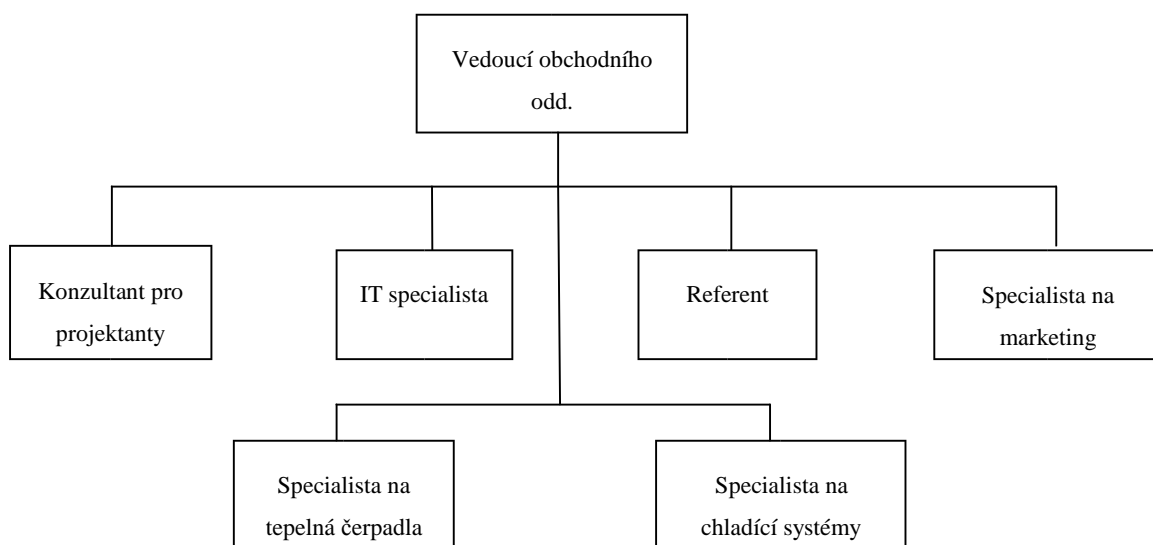 Vedoucí obchodního
odd.
Konzultant pro
projektanty
IT specialista
Referent
Specialista na
marketing
Specialista na
tepelná čerpadla
Specialista na
chladící systémy